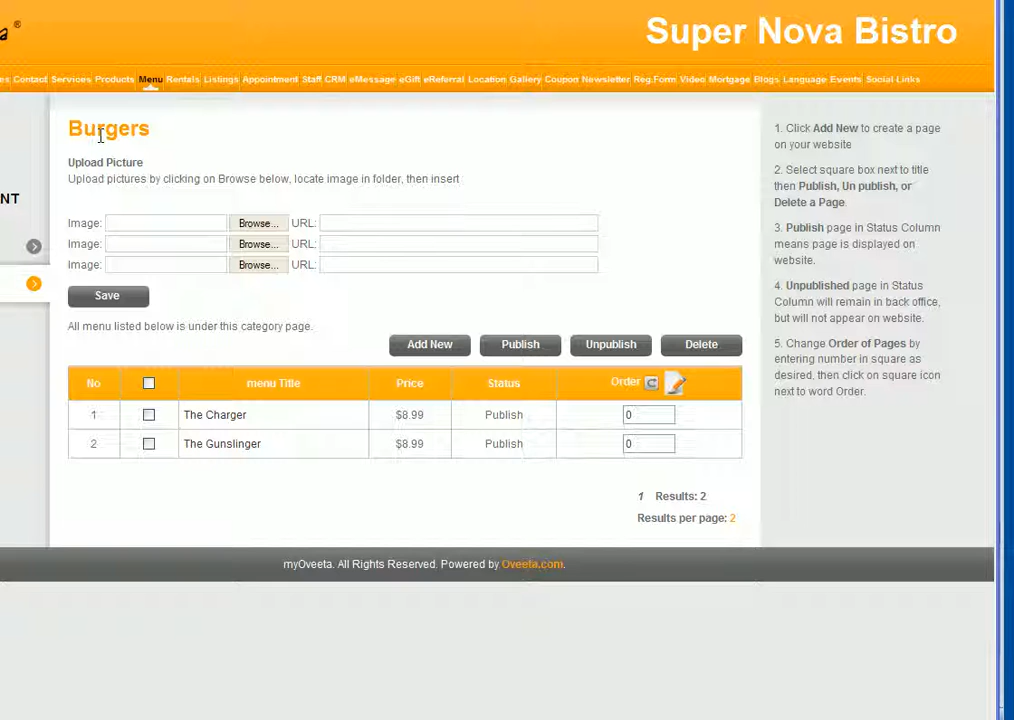 ®
Super Nova Bistro
es Contact Services Products Menu Rentals Listings Appointment Staff CRM eMessage eGift eReferral Location Gallery Coupon Newsletter Reg.Form Video Mortgage Blogs Language Events Social Links
NT
Burgers
Upload Picture
Upload pictures by clicking on Browse below, locate image in folder, then insert
Image: Browse... URL:
Image: Browse... URL:
Image: Browse... URL:
Save
All menu listed below is under this category page.
Add New Publish Unpublish Delete
No menu Title Price Status Order
1 The Charger $8.99 Publish 0
2 The Gunslinger $8.99 Publish 0
1 Results: 2
Results per page: 2
1. Click Add New to create a page
on your website
2. Select square box next to title
then Publish, Un publish, or
Delete a Page
3. Publish page in Status Column
means page is displayed on
website.
4. Unpublished page in Status
Column will remain in back office,
but will not appear on website.
5. Change Order of Pages by
entering number in square as
desired, then click on square icon
next to word Order.
myOveeta. All Rights Reserved. Powered by Oveeta.com.